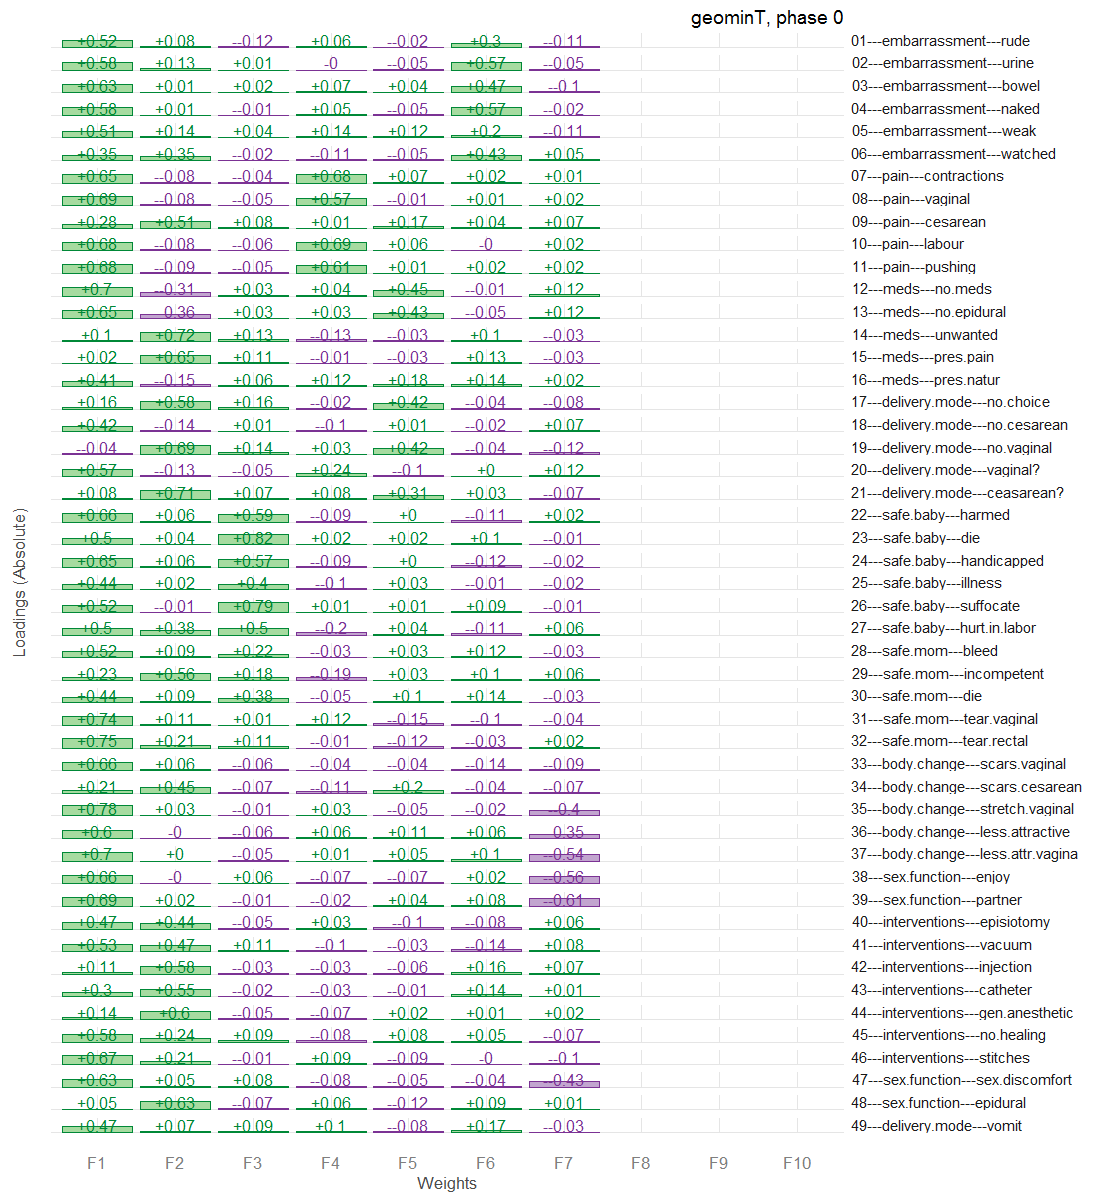 geominT, phase 0
+0.52 +0.08 --0.12 +0.06 --0.02 +0.3 --0.11 01---embarrassment---rude
+0.58 +0.13 +0.01 -0 --0.05 +0.57 --0.05 02---embarrassment---urine
+0.63 +0.01 +0.02 +0.07 +0.04 +0.47 --0.1 03---embarrassment---bowel
+0.58 +0.01 --0.01 +0.05 --0.05 +0.57 --0.02 04---embarrassment---naked
+0.51 +0.14 +0.04 +0.14 +0.12 +0.2 --0.11 05---embarrassment---weak
+0.35 +0.35 --0.02 --0.11 --0.05 +0.43 +0.05 06---embarrassment---watched
+0.65 --0.08 --0.04 +0.68 +0.07 +0.02 +0.01 07---pain---contractions
+0.69 --0.08 --0.05 +0.57 --0.01 +0.01 +0.02 08---pain---vaginal
+0.28 +0.51 +0.08 +0.01 +0.17 +0.04 +0.07 09---pain---cesarean
+0.68 --0.08 --0.06 +0.69 +0.06 -0 +0.02 10---pain---labour
+0.68 --0.09 --0.05 +0.61 +0.01 +0.02 +0.02 11---pain---pushing
+0.7 --0.31 +0.03 +0.04 +0.45 --0.01 +0.12 12---meds---no.meds
+0.65 --0.36 +0.03 +0.03 +0.43 --0.05 +0.12 13---meds---no.epidural
+0.1 +0.72 +0.13 --0.13 --0.03 +0.1 --0.03 14---meds---unwanted
+0.02 +0.65 +0.11 --0.01 --0.03 +0.13 --0.03 15---meds---pres.pain
+0.41 --0.15 +0.06 +0.12 +0.18 +0.14 +0.02 16---meds---pres.natur
+0.16 +0.58 +0.16 --0.02 +0.42 --0.04 --0.08 17---delivery.mode---no.choice
+0.42 --0.14 +0.01 --0.1 +0.01 --0.02 +0.07 18---delivery.mode---no.cesarean
--0.04 +0.69 +0.14 +0.03 +0.42 --0.04 --0.12 19---delivery.mode---no.vaginal
+0.57 --0.13 --0.05 +0.24 --0.1 +0 +0.12 20---delivery.mode---vaginal?
+0.08 +0.71 +0.07 +0.08 +0.31 +0.03 --0.07 21---delivery.mode---ceasarean?
+0.66 +0.06 +0.59 --0.09 +0 --0.11 +0.02 22---safe.baby---harmed
+0.5 +0.04 +0.82 +0.02 +0.02 +0.1 --0.01 23---safe.baby---die
+0.65 +0.06 +0.57 --0.09 +0 --0.12 --0.02 24---safe.baby---handicapped
+0.44 +0.02 +0.4 --0.1 +0.03 --0.01 --0.02 25---safe.baby---illness
+0.52 --0.01 +0.79 +0.01 +0.01 +0.09 --0.01 26---safe.baby---suffocate
+0.5 +0.38 +0.5 --0.2 +0.04 --0.11 +0.06 27---safe.baby---hurt.in.labor
+0.52 +0.09 +0.22 --0.03 +0.03 +0.12 --0.03 28---safe.mom---bleed
+0.23 +0.56 +0.18 --0.19 +0.03 +0.1 +0.06 29---safe.mom---incompetent
+0.44 +0.09 +0.38 --0.05 +0.1 +0.14 --0.03 30---safe.mom---die
+0.74 +0.11 +0.01 +0.12 --0.15 --0.1 --0.04 31---safe.mom---tear.vaginal
+0.75 +0.21 +0.11 --0.01 --0.12 --0.03 +0.02 32---safe.mom---tear.rectal
+0.66 +0.06 --0.06 --0.04 --0.04 --0.14 --0.09 33---body.change---scars.vaginal
+0.21 +0.45 --0.07 --0.11 +0.2 --0.04 --0.07 34---body.change---scars.cesarean
+0.78 +0.03 --0.01 +0.03 --0.05 --0.02 --0.4 35---body.change---stretch.vaginal
+0.6 -0 --0.06 +0.06 +0.11 +0.06 --0.35 36---body.change---less.attractive
+0.7 +0 --0.05 +0.01 +0.05 +0.1 --0.54 37---body.change---less.attr.vagina
+0.66 -0 +0.06 --0.07 --0.07 +0.02 --0.56 38---sex.function---enjoy
+0.69 +0.02 --0.01 --0.02 +0.04 +0.08 --0.61 39---sex.function---partner
+0.47 +0.44 --0.05 +0.03 --0.1 --0.08 +0.06 40---interventions---episiotomy
+0.53 +0.47 +0.11 --0.1 --0.03 --0.14 +0.08 41---interventions---vacuum
+0.11 +0.58 --0.03 --0.03 --0.06 +0.16 +0.07 42---interventions---injection
+0.3 +0.55 --0.02 --0.03 --0.01 +0.14 +0.01 43---interventions---catheter
+0.14 +0.6 --0.05 --0.07 +0.02 +0.01 +0.02 44---interventions---gen.anesthetic
+0.58 +0.24 +0.09 --0.08 +0.08 +0.05 --0.07 45---interventions---no.healing
+0.67 +0.21 --0.01 +0.09 --0.09 -0 --0.1 46---interventions---stitches
+0.63 +0.05 +0.08 --0.08 --0.05 --0.04 --0.43 47---sex.function---sex.discomfort
+0.05 +0.63 --0.07 +0.06 --0.12 +0.09 +0.01 48---sex.function---epidural
+0.47 +0.07 +0.09 +0.1 --0.08 +0.17 --0.03 49---delivery.mode---vomit
F1 F2 F3 F4 F5 F6 F7 F8 F9 F10
Weights
Loadings (Absolute)